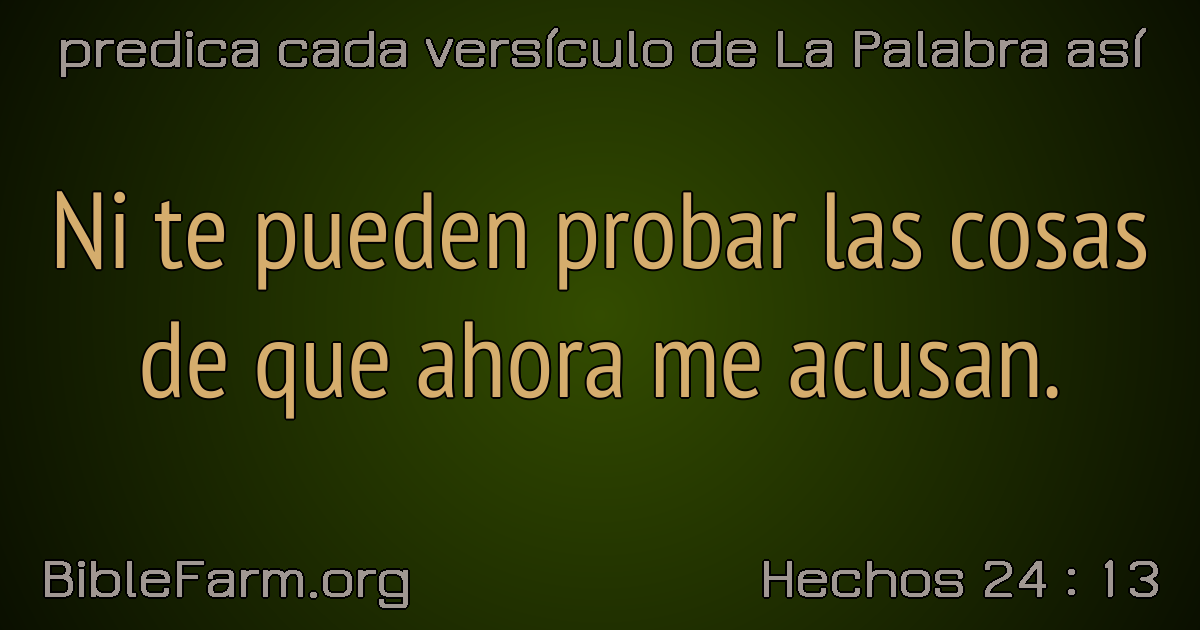 predica cada versículo de La Palabra así
Ni te pueden probar las cosas
de que ahora me acusan.
BibleFarm.org
Hechos 24 : 13